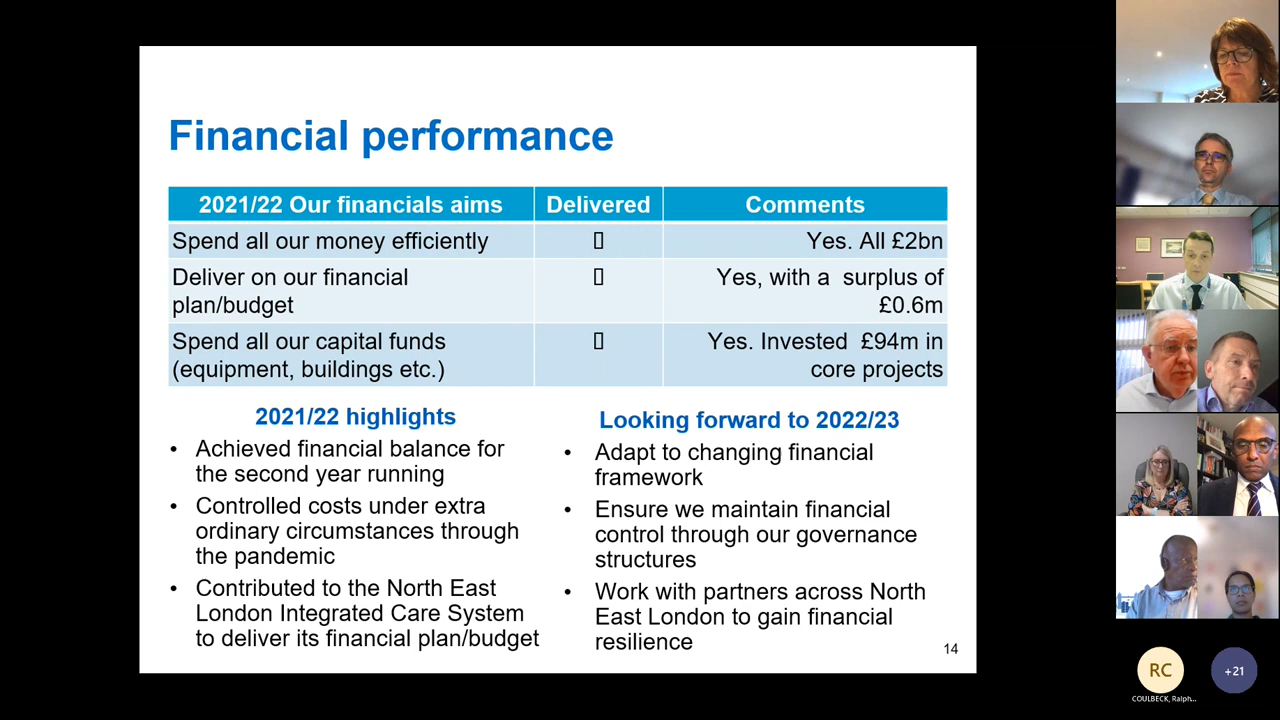 Financial performance
2021/22 Our financials aims Delivered Comments
Spend all our money efficiently Yes. All £2bn
Deliver on our financial plan/budget Yes, with a surplus of £0.6m
Spend all our capital funds (equipment, buildings etc.) Yes. Invested £94m in core projects
2021/22 highlights
• Achieved financial balance for
the second year running
• Controlled costs under extra
ordinary circumstances through
the pandemic
• Contributed to the North East
London Integrated Care System
to deliver its financial plan/budget
Looking forward to 2022/23
• Adapt to changing financial
framework
• Ensure we maintain financial
control through our governance
structures
• Work with partners across North
East London to gain financial
resilience
14
RC
COULBECK, Ralph...
+21